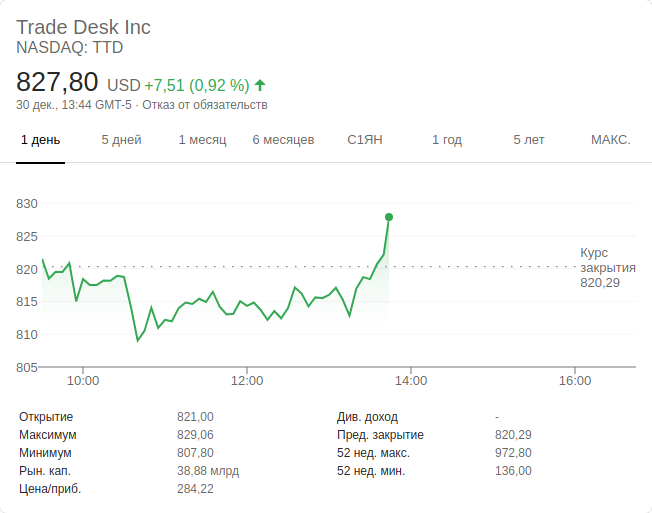 Trade Desk Inc
NASDAQ: TTD
827,80 USD +7,51 (0,92 %) ↑
30 дек., 13:44 GMT-5 · Отказ от обязательств
1 день 5 дней 1 месяц 6 месяцев С1ЯН 1 год 5 лет МАКС.
830
825
820
815
810
805
Курс
закрытия
820,29
10:00 12:00 14:00 16:00
Открытие 821,00 Див. доход -
Максимум 829,06 Пред. закрытие 820,29
Минимум 807,80 52 нед. макс. 972,80
Рын. кап. 38,88 млрд 52 нед. мин. 136,00
Цена/приб. 284,22